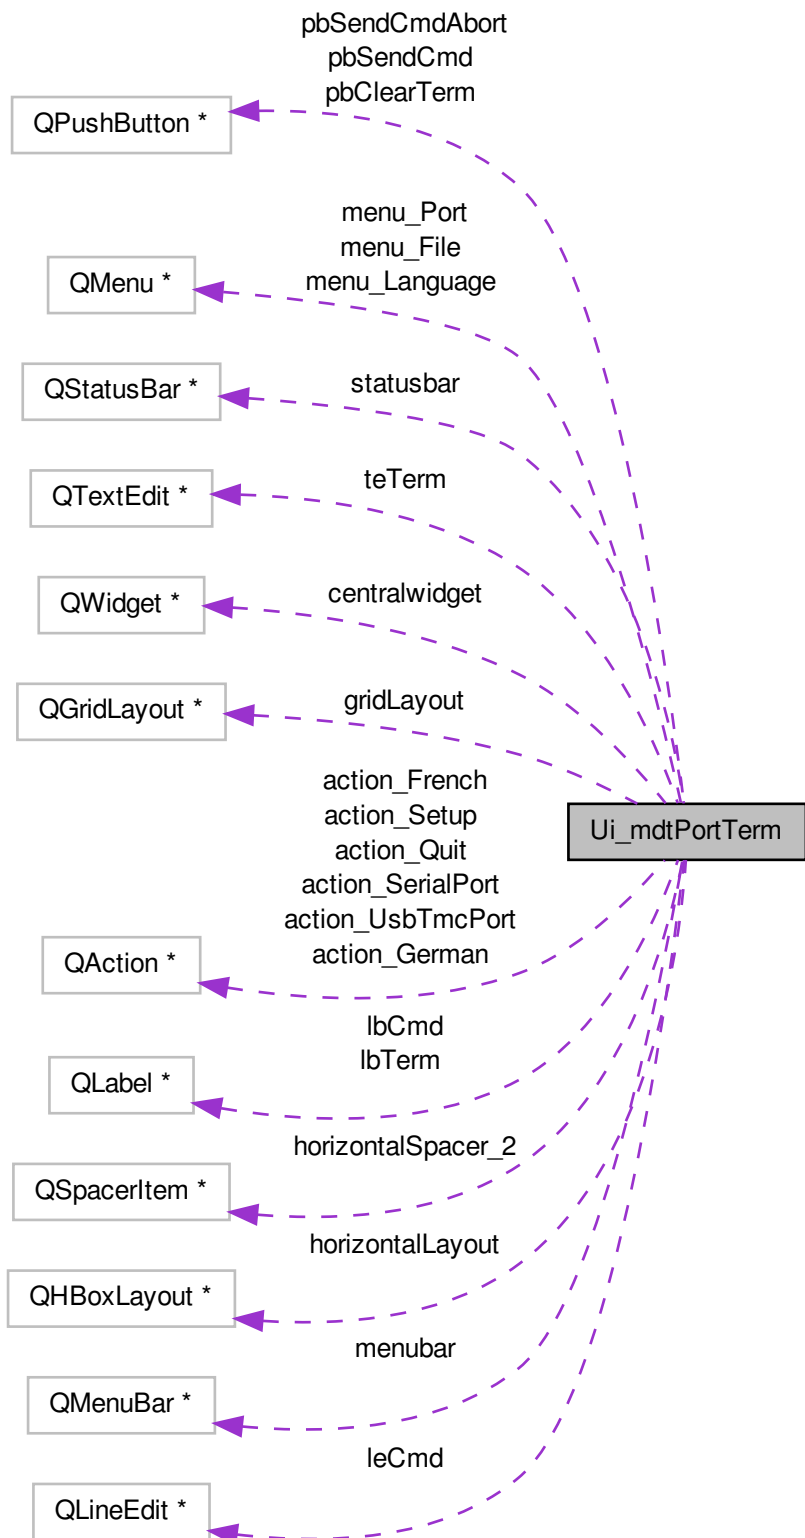 pbSendCmdAbort
pbSendCmd
pbClearTerm
QPushButton *
menu_Port
menu_File
menu_Language
QMenu *
statusbar
QStatusBar *
teTerm
QTextEdit *
centralwidget
QWidget *
gridLayout
QGridLayout *
action_French
action_Setup
action_Quit
action_SerialPort
action_UsbTmcPort
action_German
Ui_mdtPortTerm
QAction *
lbCmd
lbTerm
QLabel *
horizontalSpacer_2
QSpacerItem *
horizontalLayout
QHBoxLayout *
menubar
QMenuBar *
leCmd
QLineEdit *